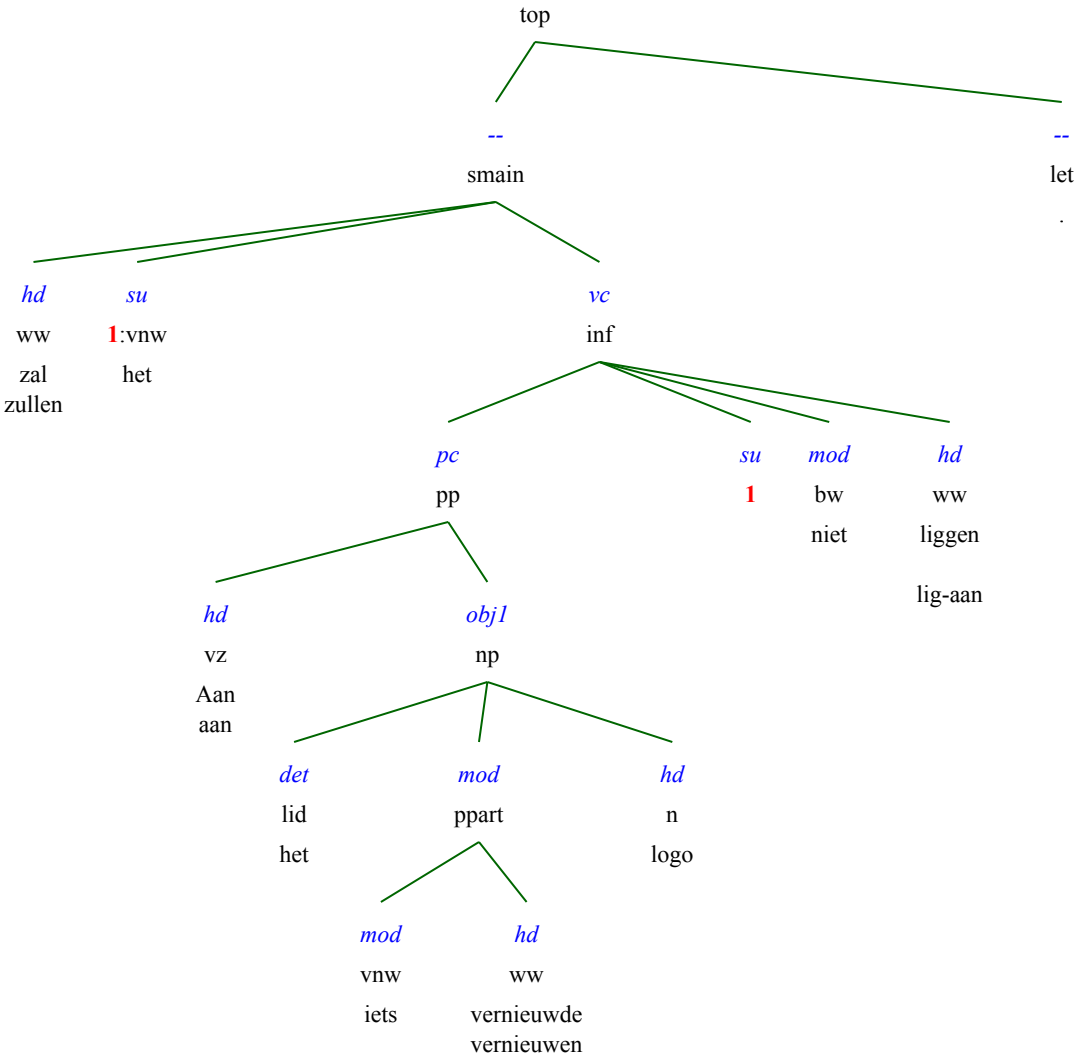 top
-- --
smain let
.
hd su vc
ww 1:vnw inf
zal het
zullen
pc su mod hd
pp 1 bw ww
niet liggen
lig-aan
hd obj1
vz np
Aan
aan
det mod hd
lid ppart n
het logo
mod hd
vnw ww
iets vernieuwde
vernieuwen